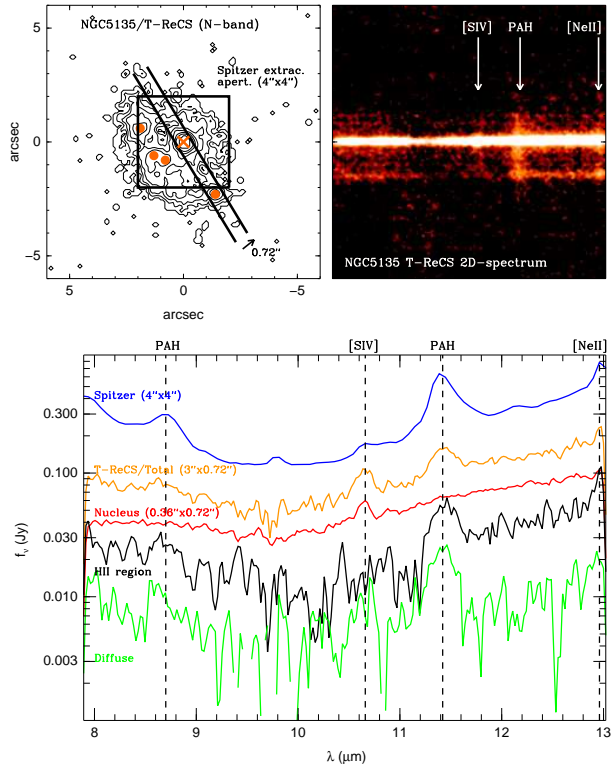 NGC5135/T-ReCS (N-band)
Spitzer extrac.
apert. (4"x4")
0.72"
arcsec
5
0
−5
5
0
−5
arcsec
[SIV]
PAH
[NeII]
NGC5135 T-ReCS 2D-spectrum
PAH
[SIV]
PAH
[NeII]
Spitzer (4"x4")
T-ReCS/Total (3"x0.72")
Nucleus (0.36"x0.72")
HII region
Diffuse
0.300
0.100
0.030
0.010
0.003
fν (Jy)
8
9
10
11
12
13
λ (μm)